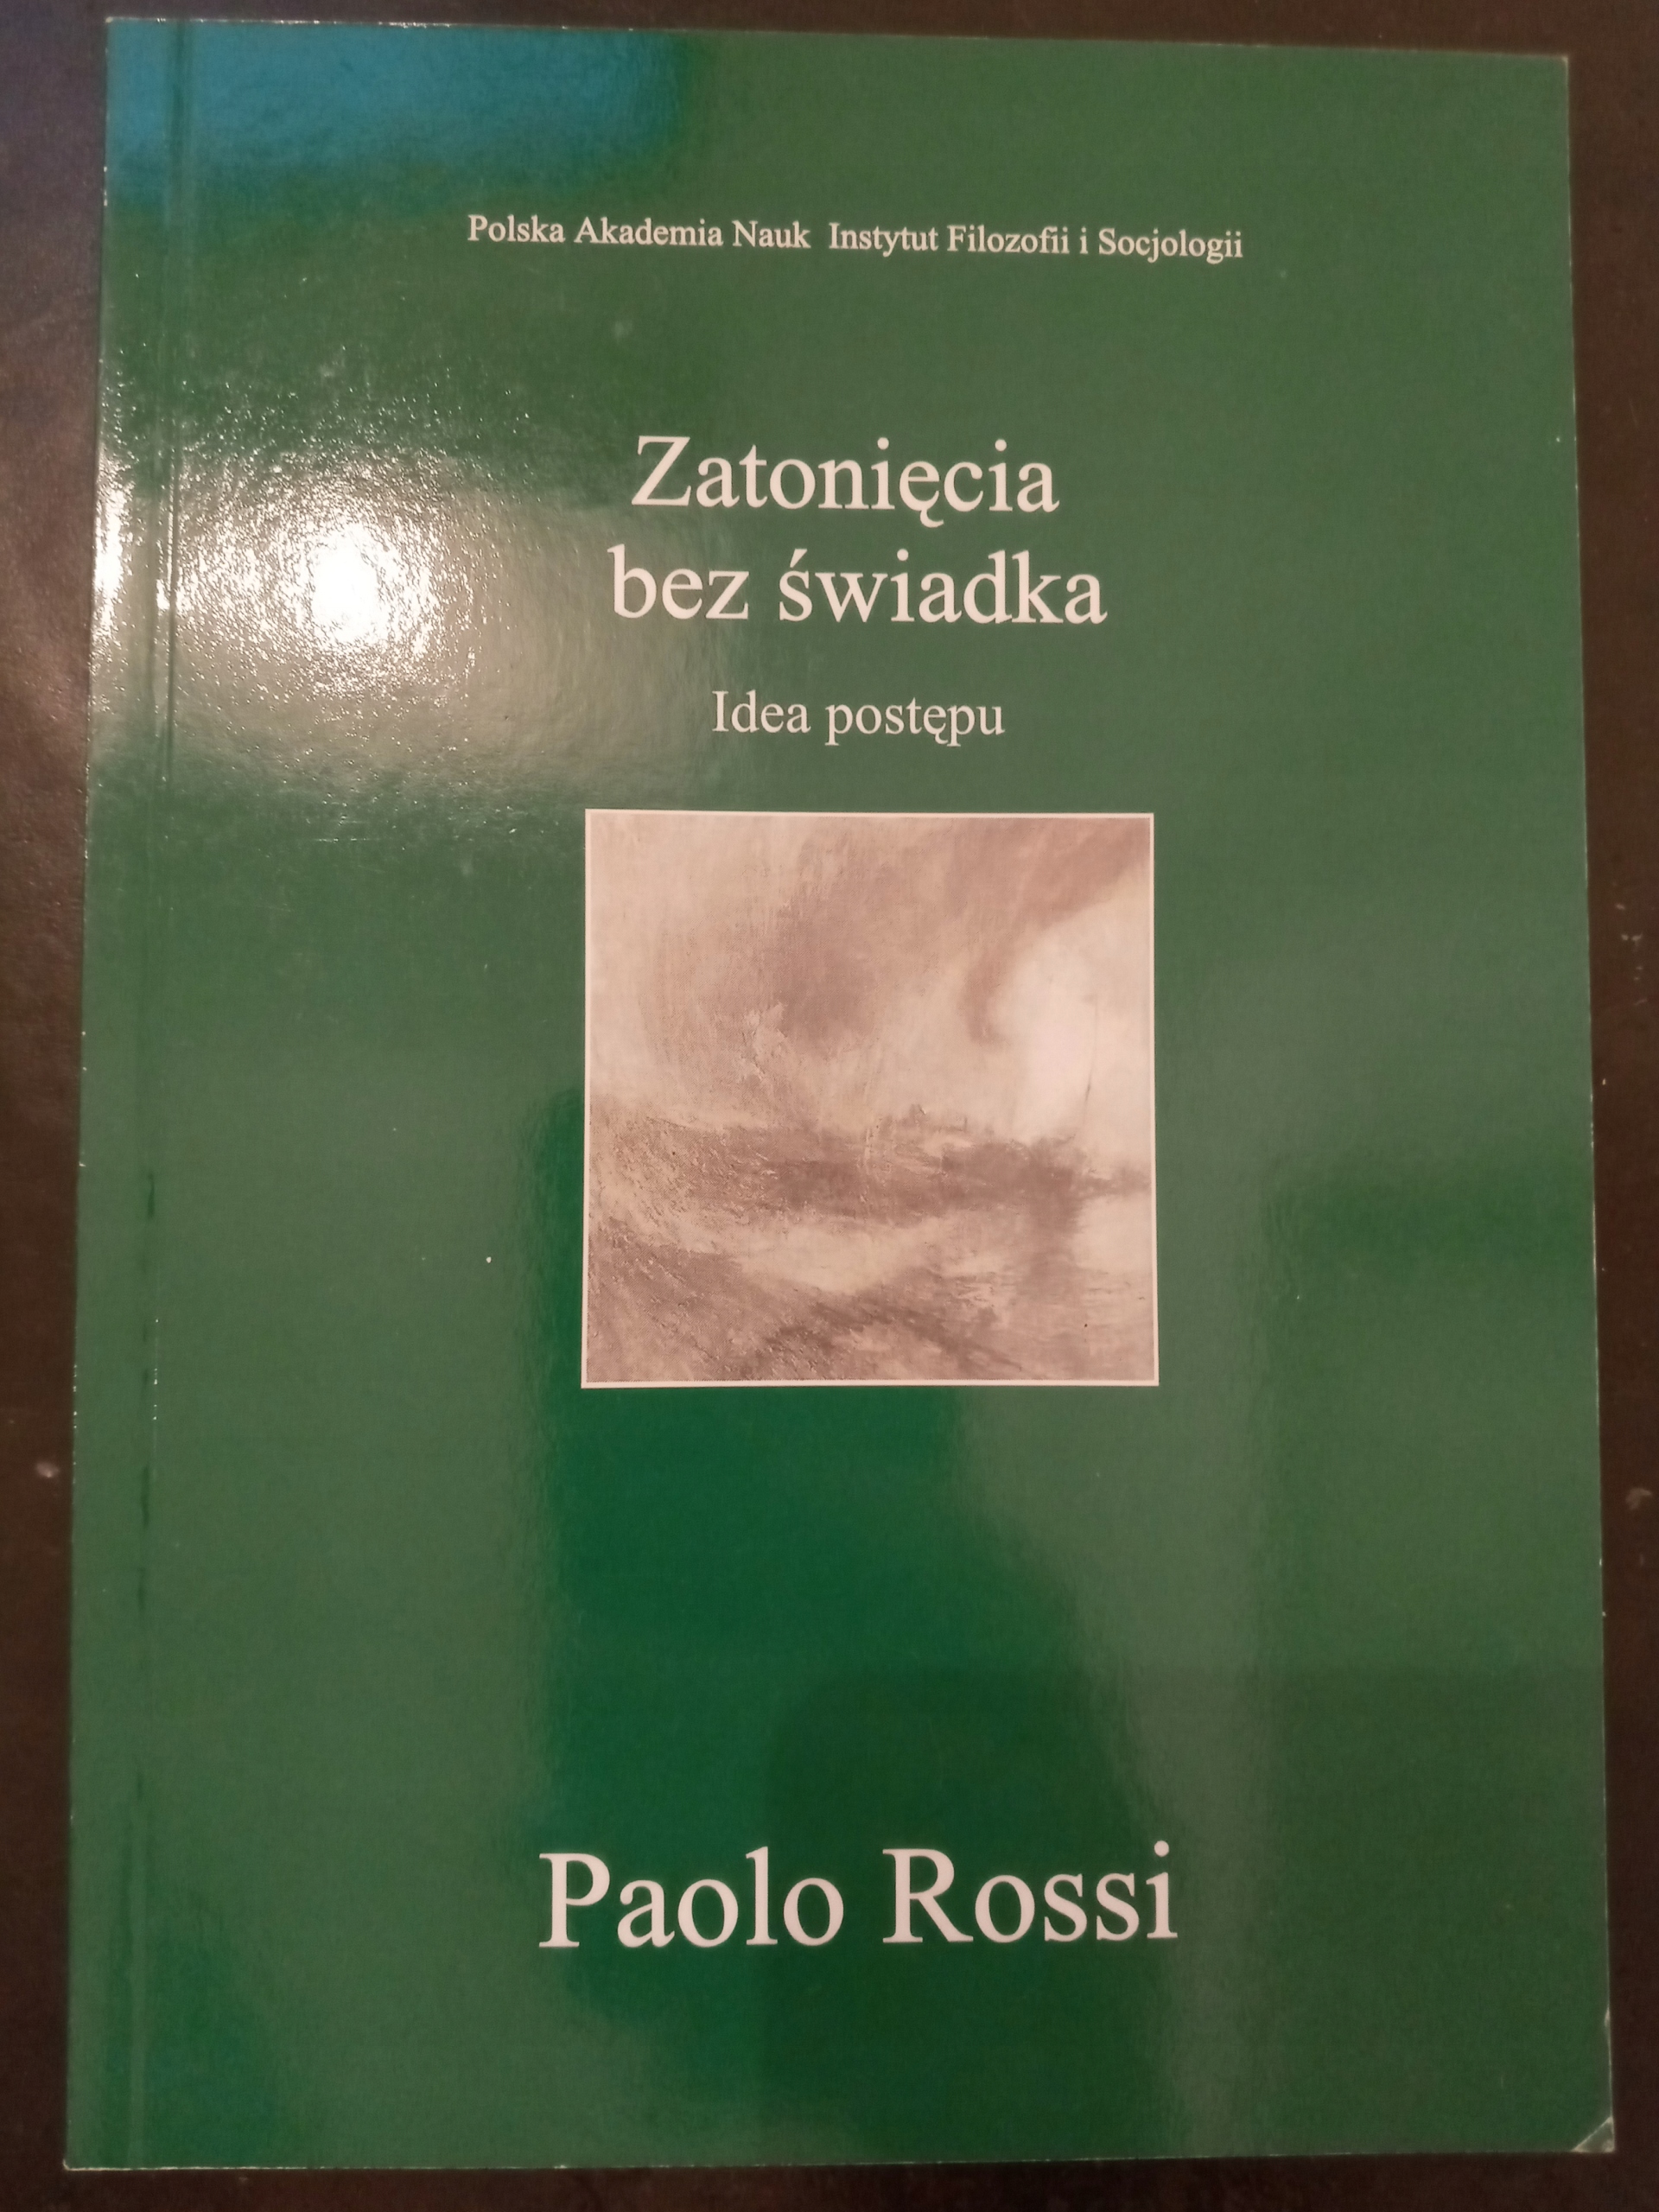 Polska Akademia Nauk Instytut Filozofii i Socjologii
Zatonięcia
bez świadka
Idea postępu
Paolo Rossi